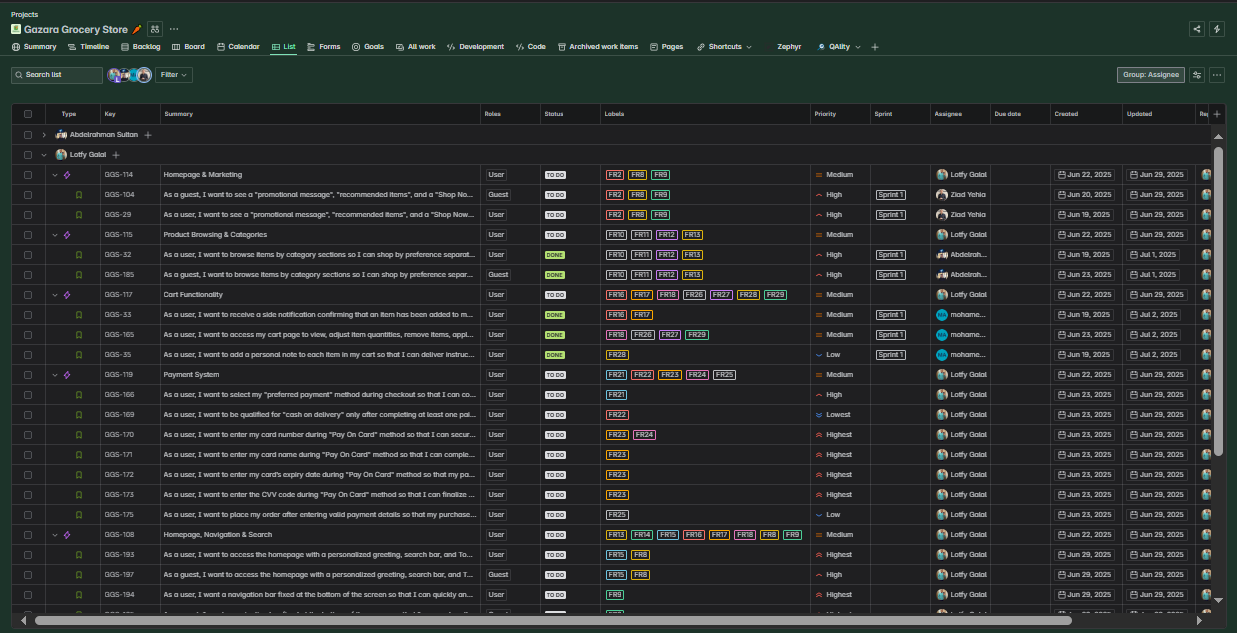 Projects
Gazara Grocery Store
Summary Timeline Backlog Board Calendar List Forms Goals All work Development Code Archived work items Pages Shortcuts Zephyr QAlity
Search list Filter Group: Assignee
Type Key Summary Roles Status Labels Priority Sprint Assignee Due date Created Updated
Abdelrahman Sultan
Lotfy Galal
GGS-114 Homepage & Marketing User TO DO FR2 FR8 FR9 Medium Lotfy Galal Jun 22, 2025 Jun 29, 2025
GGS-104 As a guest, I want to see a "promotional message", "recommended items", and a "Shop No... Guest TO DO FR2 FR8 FR9 High Sprint 1 Ziad Yehia Jun 20, 2025 Jun 29, 2025
GGS-29 As a user, I want to see a "promotional message", "recommended items", and a "Shop Now... User TO DO FR2 FR8 FR9 High Sprint 1 Ziad Yehia Jun 19, 2025 Jun 29, 2025
GGS-115 Product Browsing & Categories User TO DO FR10 FR11 FR12 FR13 Medium Lotfy Galal Jun 22, 2025 Jun 29, 2025
GGS-32 As a user, I want to browse items by category sections so I can shop by preference separat... User DONE FR10 FR11 FR12 FR13 High Sprint 1 Abdelrah... Jun 19, 2025 Jul 1, 2025
GGS-185 As a guest, I want to browse items by category sections so I can shop by preference separ... Guest DONE FR10 FR11 FR12 FR13 High Sprint 1 Abdelrah... Jun 23, 2025 Jul 1, 2025
GGS-117 Cart Functionality User TO DO FR16 FR17 FR18 FR26 FR27 FR28 FR29 Medium Lotfy Galal Jun 22, 2025 Jun 29, 2025
GGS-33 As a user, I want to receive a side notification confirming that an item has been added to m... User DONE FR16 FR17 Medium Sprint 1 mohame... Jun 19, 2025 Jul 2, 2025
GGS-165 As a user, I want to access my cart page to view, adjust item quantities, remove items, appl... User DONE FR18 FR26 FR27 FR29 Medium Sprint 1 mohame... Jun 23, 2025 Jul 2, 2025
GGS-35 As a user, I want to add a personal note to each item in my cart so that I can deliver instruc... User DONE FR28 Low Sprint 1 mohame... Jun 19, 2025 Jul 2, 2025
GGS-119 Payment System User TO DO FR21 FR22 FR23 FR24 FR25 Medium Lotfy Galal Jun 22, 2025 Jun 29, 2025
GGS-166 As a user, I want to select my "preferred payment" method during checkout so that I can co... User TO DO FR21 High Lotfy Galal Jun 23, 2025 Jun 29, 2025
GGS-169 As a user, I want to be qualified for "cash on delivery" only after completing at least one pai... User TO DO FR22 Lowest Lotfy Galal Jun 23, 2025 Jun 29, 2025
GGS-170 As a user, I want to enter my card number during "Pay On Card" method so that I can secur... User TO DO FR23 FR24 Highest Lotfy Galal Jun 23, 2025 Jun 29, 2025
GGS-171 As a user, I want to enter my card name during "Pay On Card" method so that I can comple... User TO DO FR23 Highest Lotfy Galal Jun 23, 2025 Jun 29, 2025
GGS-172 As a user, I want to enter my card's expiry date during "Pay On Card" method so that my pa... User TO DO FR23 Highest Lotfy Galal Jun 23, 2025 Jun 29, 2025
GGS-173 As a user, I want to enter the CVV code during "Pay On Card" method so that I can finalize ... User TO DO FR23 Highest Lotfy Galal Jun 23, 2025 Jun 29, 2025
GGS-175 As a user, I want to place my order after entering valid payment details so that my purchase... User TO DO FR25 Low Lotfy Galal Jun 23, 2025 Jun 29, 2025
GGS-108 Homepage, Navigation & Search User TO DO FR13 FR14 FR15 FR16 FR17 FR18 FR8 FR9 Medium Lotfy Galal Jun 22, 2025 Jun 29, 2025
GGS-193 As a user, I want to access the homepage with a personalized greeting, search bar, and To... User TO DO FR15 FR8 Highest Lotfy Galal Jun 29, 2025 Jun 29, 2025
GGS-197 As a guest, I want to access the homepage with a personalized greeting, search bar, and T... Guest TO DO FR15 FR8 High Lotfy Galal Jun 29, 2025 Jun 29, 2025
GGS-194 As a user, I want a navigation bar fixed at the bottom of the screen so that I can quickly an... User TO DO FR9 Highest Lotfy Galal Jun 29, 2025 Jun 29, 2025